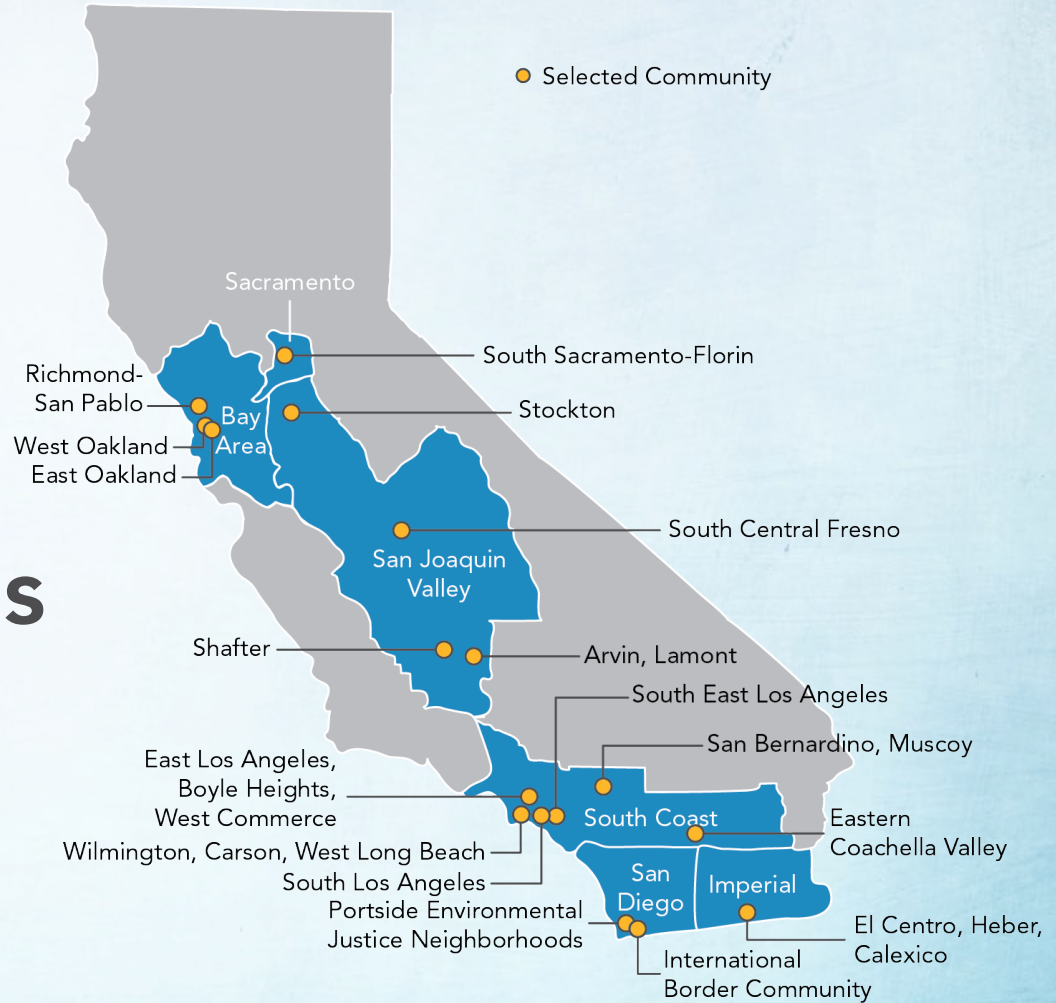 Selected Community
Sacramento
South Sacramento-Florin
Richmond-
San Pablo
Stockton
Bay
Area
West Oakland
East Oakland
South Central Fresno
San Joaquin
Valley
S
Shafter
Arvin, Lamont
South East Los Angeles
San Bernardino, Muscoy
East Los Angeles,
Boyle Heights,
West Commerce
South Coast
Eastern
Coachella Valley
Wilmington, Carson, West Long Beach
South Los Angeles
San
Diego
Imperial
Portside Environmental
Justice Neighborhoods
El Centro, Heber,
Calexico
International
Border Community